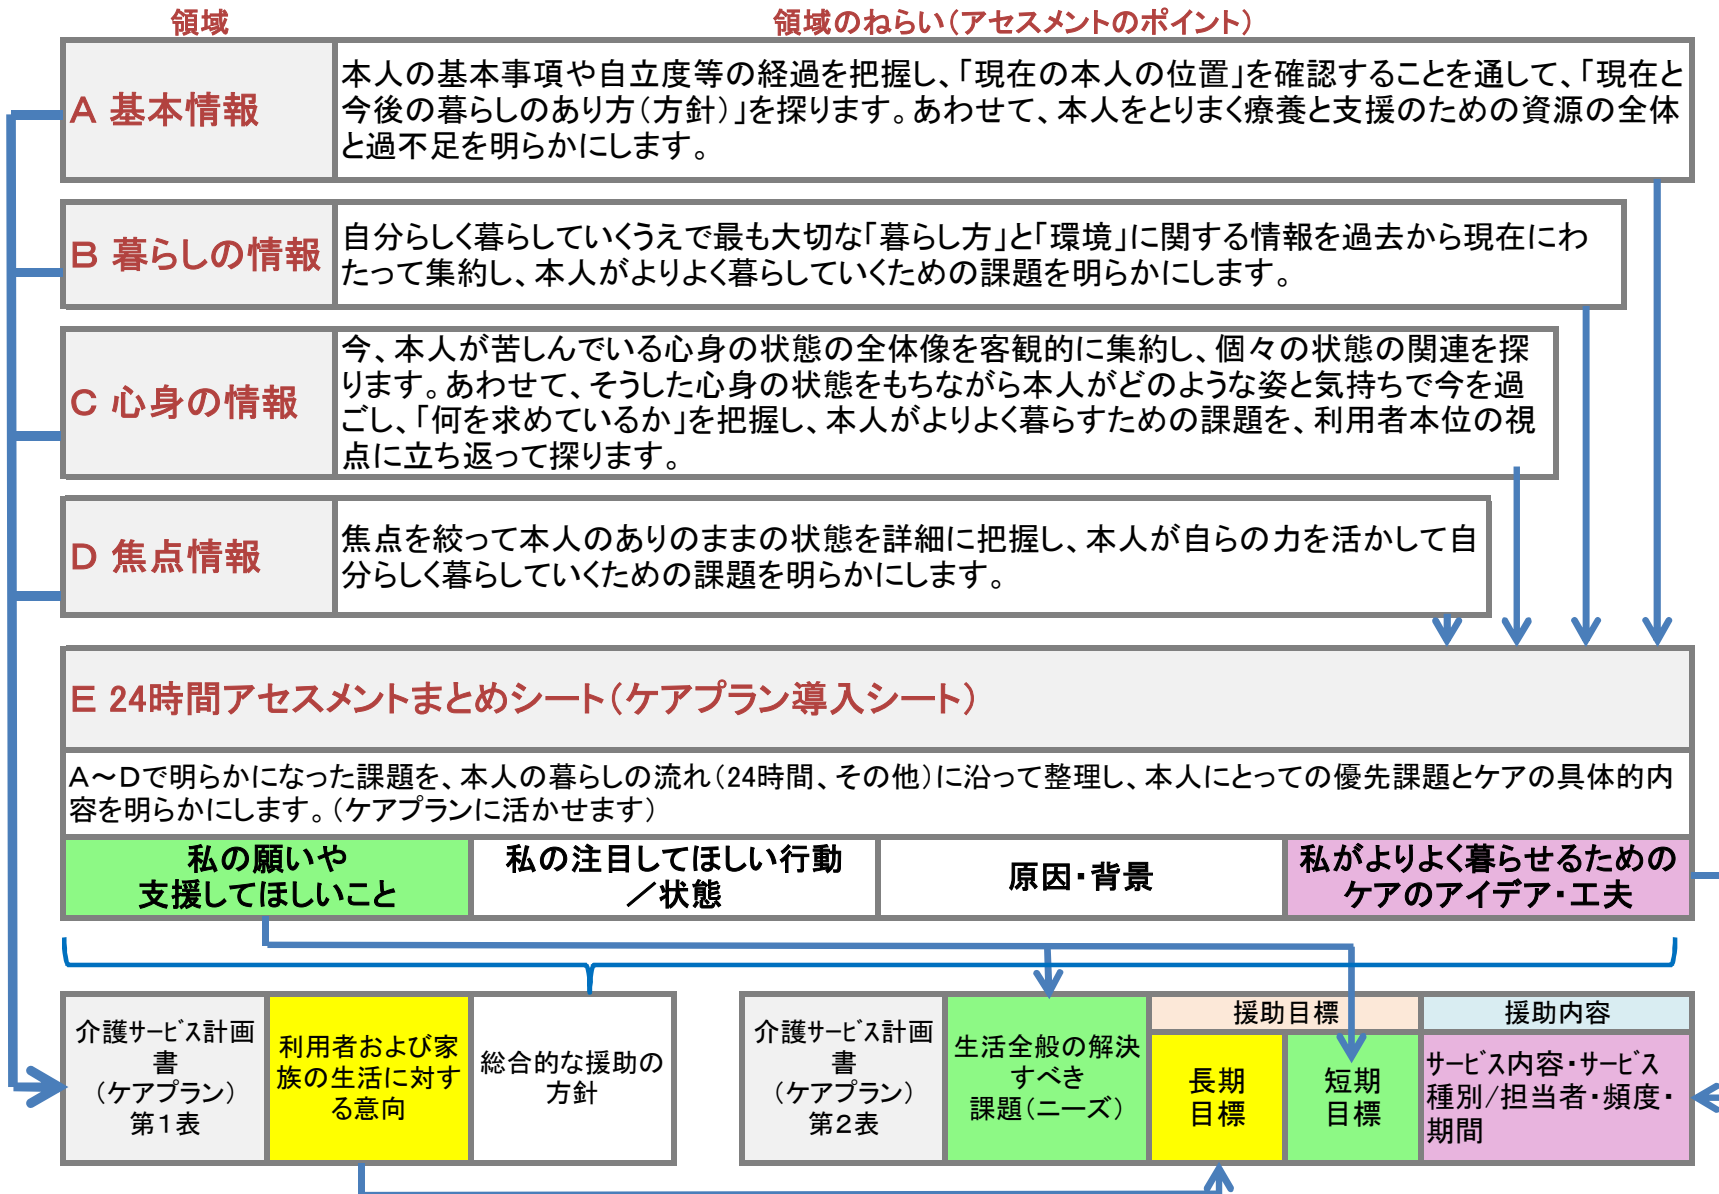 領域
領域のねらい（アセスメントのポイント）
A 基本情報
本人の基本事項や自立度等の経過を把握し、「現在の本人の位置」を確認することを通して、「現在と
今後の暮らしのあり方（方針）」を探ります。あわせて、本人をとりまく療養と支援のための資源の全体
と過不足を明らかにします。
B 暮らしの情報
自分らしく暮らしていくうえで最も大切な「暮らし方」と「環境」に関する情報を過去から現在にわ
たって集約し、本人がよりよく暮らしていくための課題を明らかにします。
C 心身の情報
今、本人が苦しんでいる心身の状態の全体像を客観的に集約し、個々の状態の関連を探
ります。あわせて、そうした心身の状態をもちながら本人がどのような姿と気持ちで今を過
ごし、「何を求めているか」を把握し、本人がよりよく暮らすための課題を、利用者本位の視
点に立ち返って探ります。
D 焦点情報
焦点を絞って本人のありのままの状態を詳細に把握し、本人が自らの力を活かして自
分らしく暮らしていくための課題を明らかにします。
E 24時間アセスメントまとめシート（ケアプラン導入シート）
A～Dで明らかになった課題を、本人の暮らしの流れ（24時間、その他）に沿って整理し、本人にとっての優先課題とケアの具体的内
容を明らかにします。（ケアプランに活かせます）
私の願いや
支援してほしいこと
私の注目してほしい行動
／状態
原因・背景
私がよりよく暮らせるための
ケアのアイデア・工夫
介護ｻｰﾋﾞｽ計画
書
（ケアプラン）
第１表
利用者および家
族の生活に対す
る意向
総合的な援助の
方針
介護ｻｰﾋﾞｽ計画
書
（ケアプラン）
第２表
生活全般の解決
すべき
課題（ニーズ）
援助目標
長期
目標
短期
目標
援助内容
ｻｰﾋﾞｽ内容・ｻｰﾋﾞｽ
種別/担当者・頻度・
期間